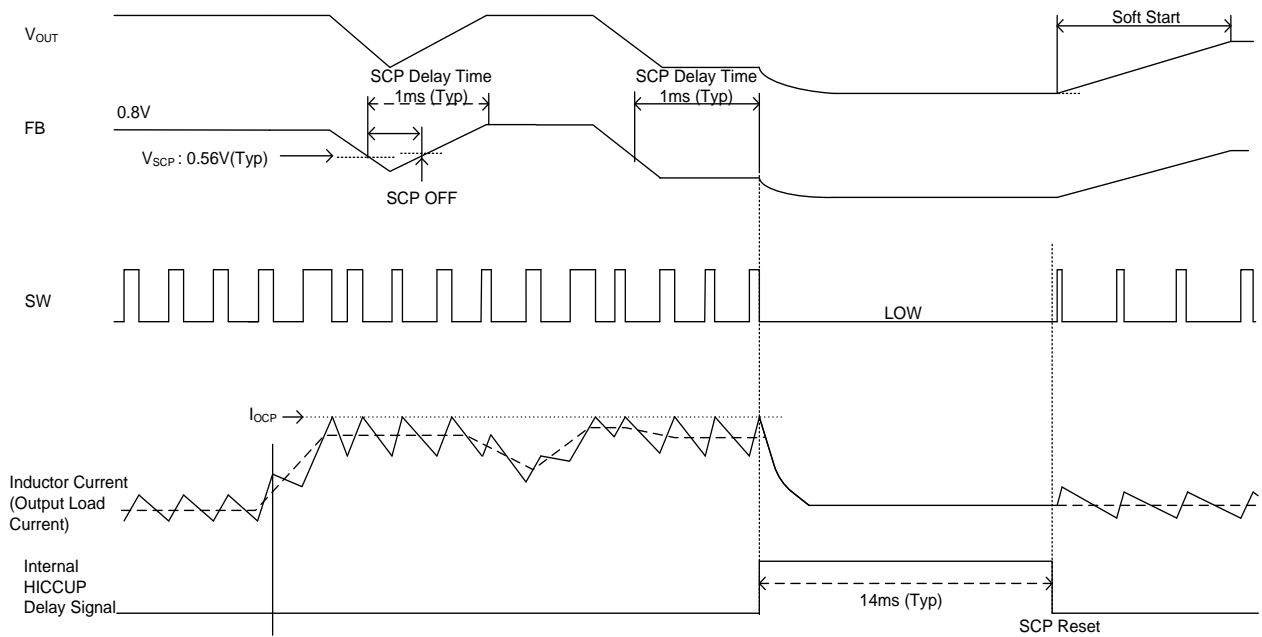 Soft Start
VOUT
SCP Delay Time
1ms (Typ)
SCP Delay Time
1ms (Typ)
0.8V
FB
VSCP : 0.56V(Typ)
SCP OFF
SW
LOW
IOCP
Inductor Current
(Output Load
Current)
Internal
HICCUP
Delay Signal
14ms (Typ)
SCP Reset